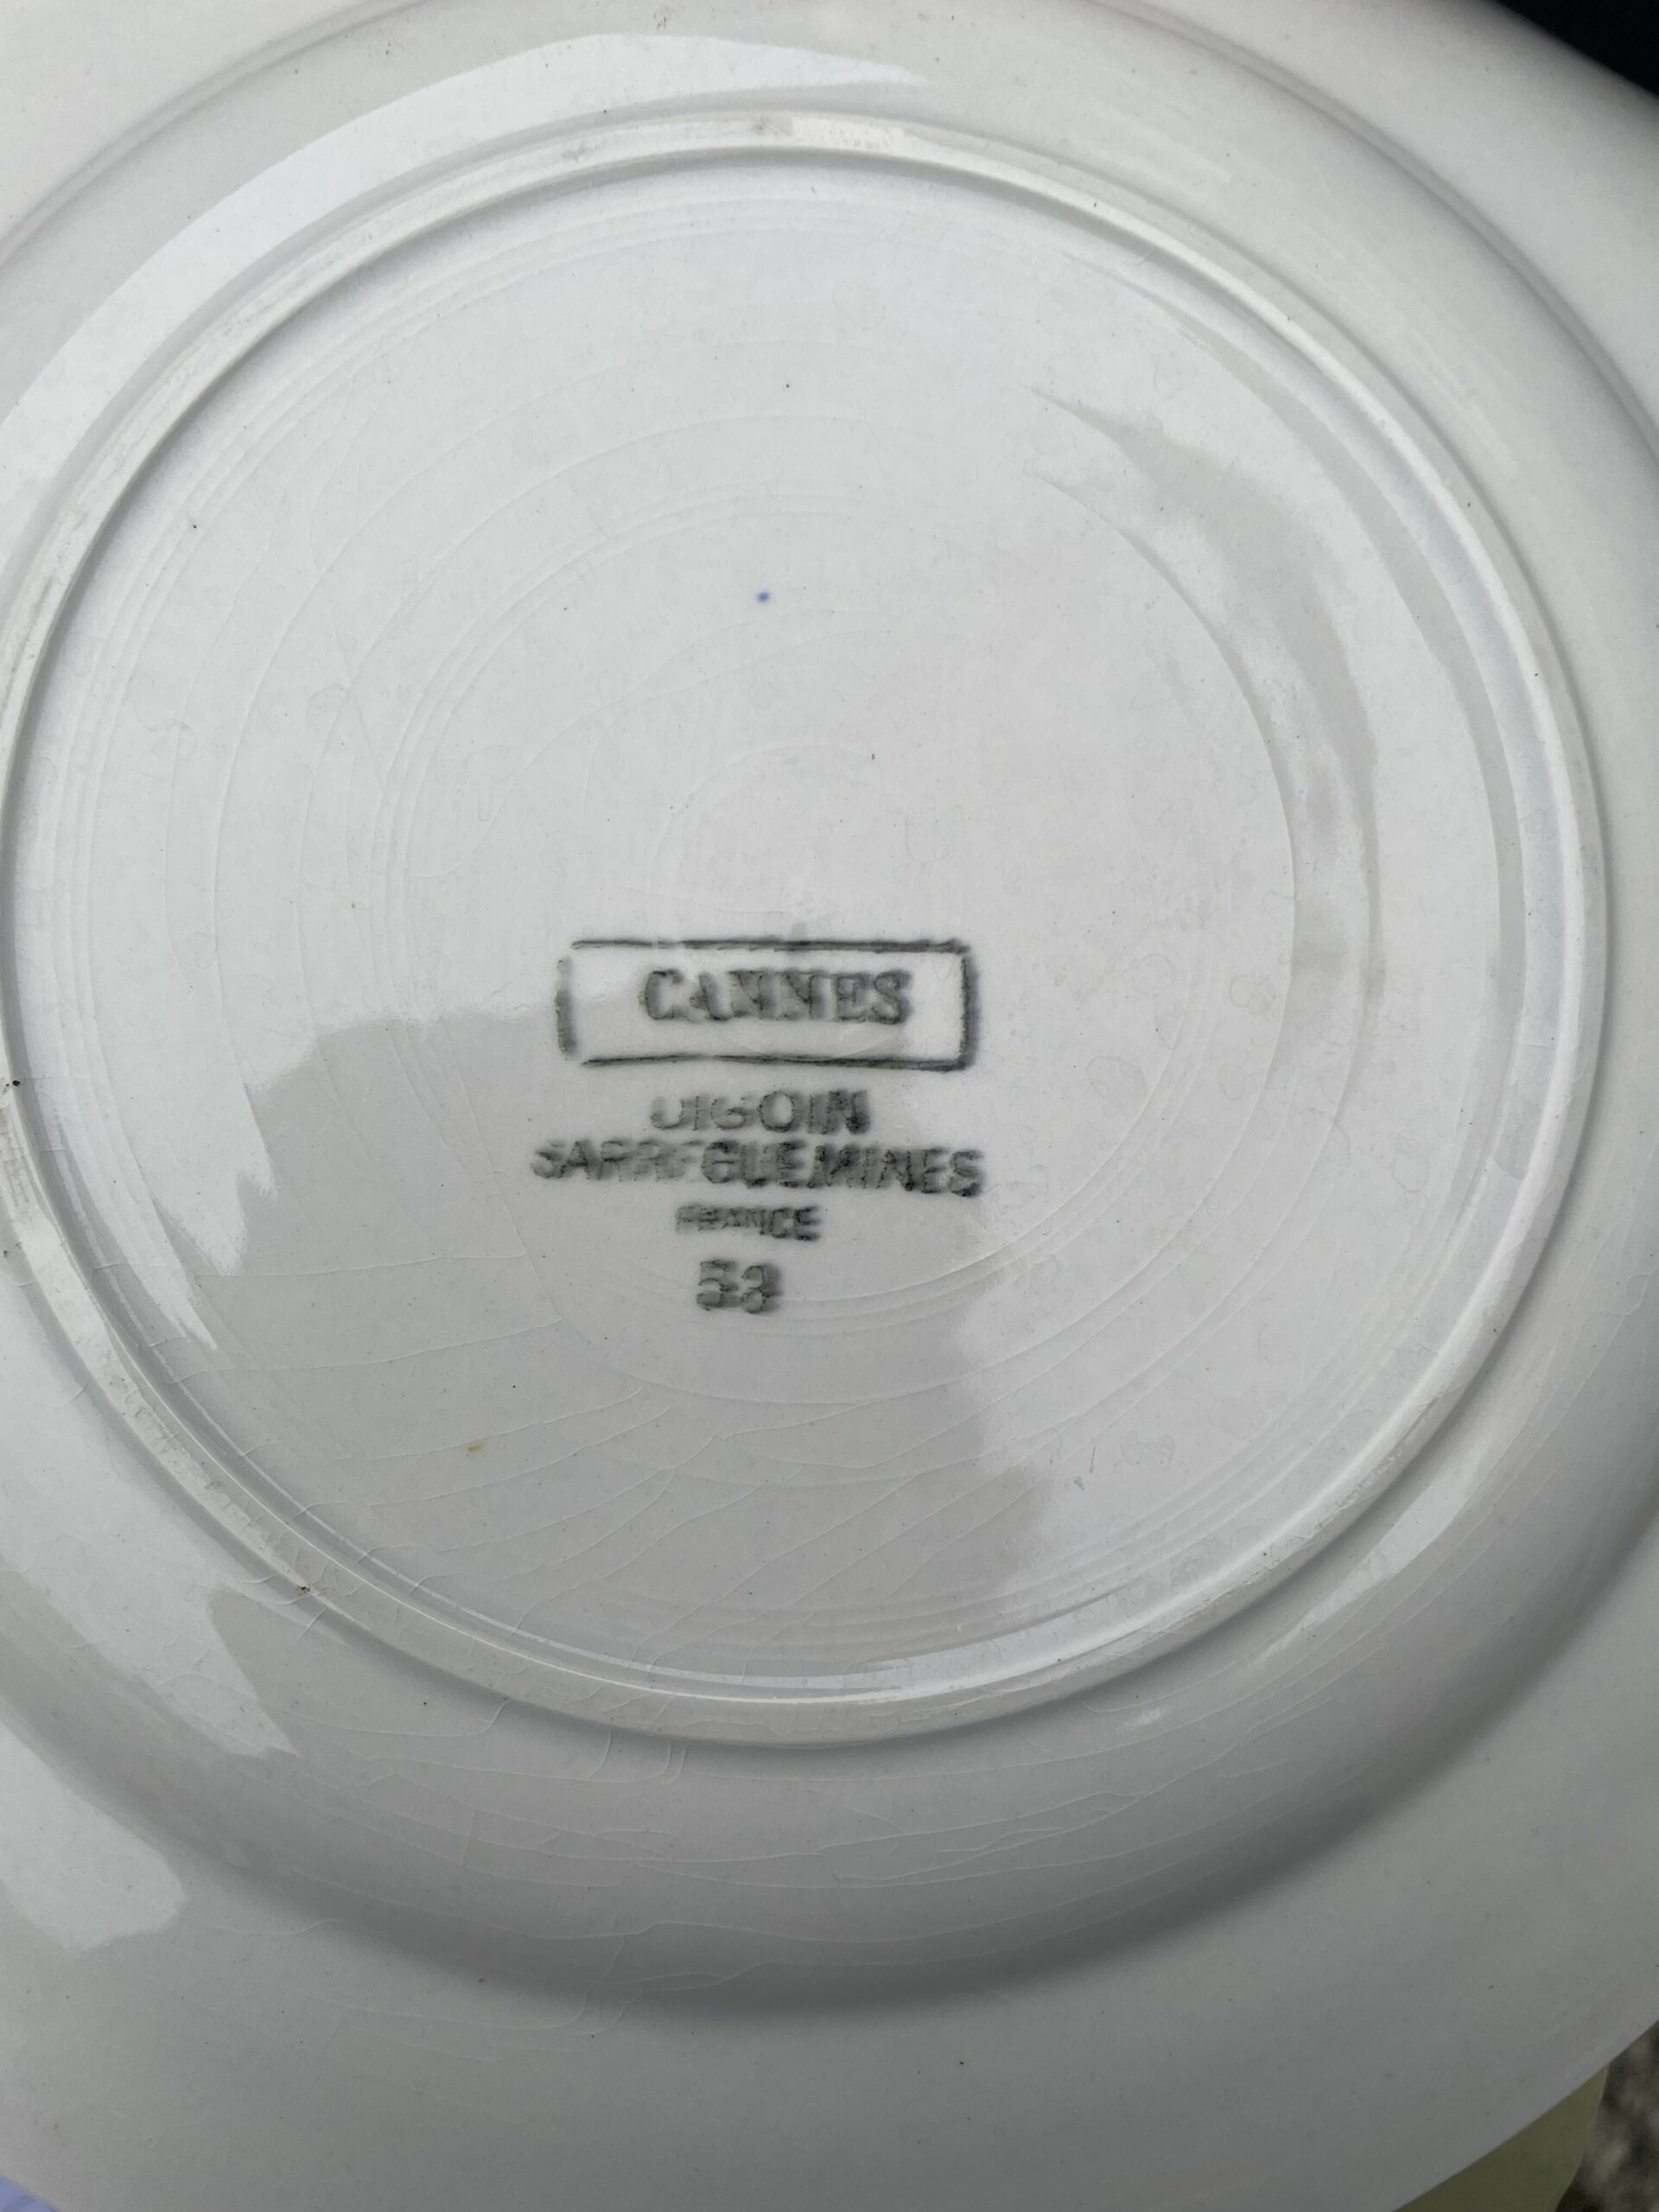 CANNES
DIGOIN
SARREGUEMINES
FRANCE
53